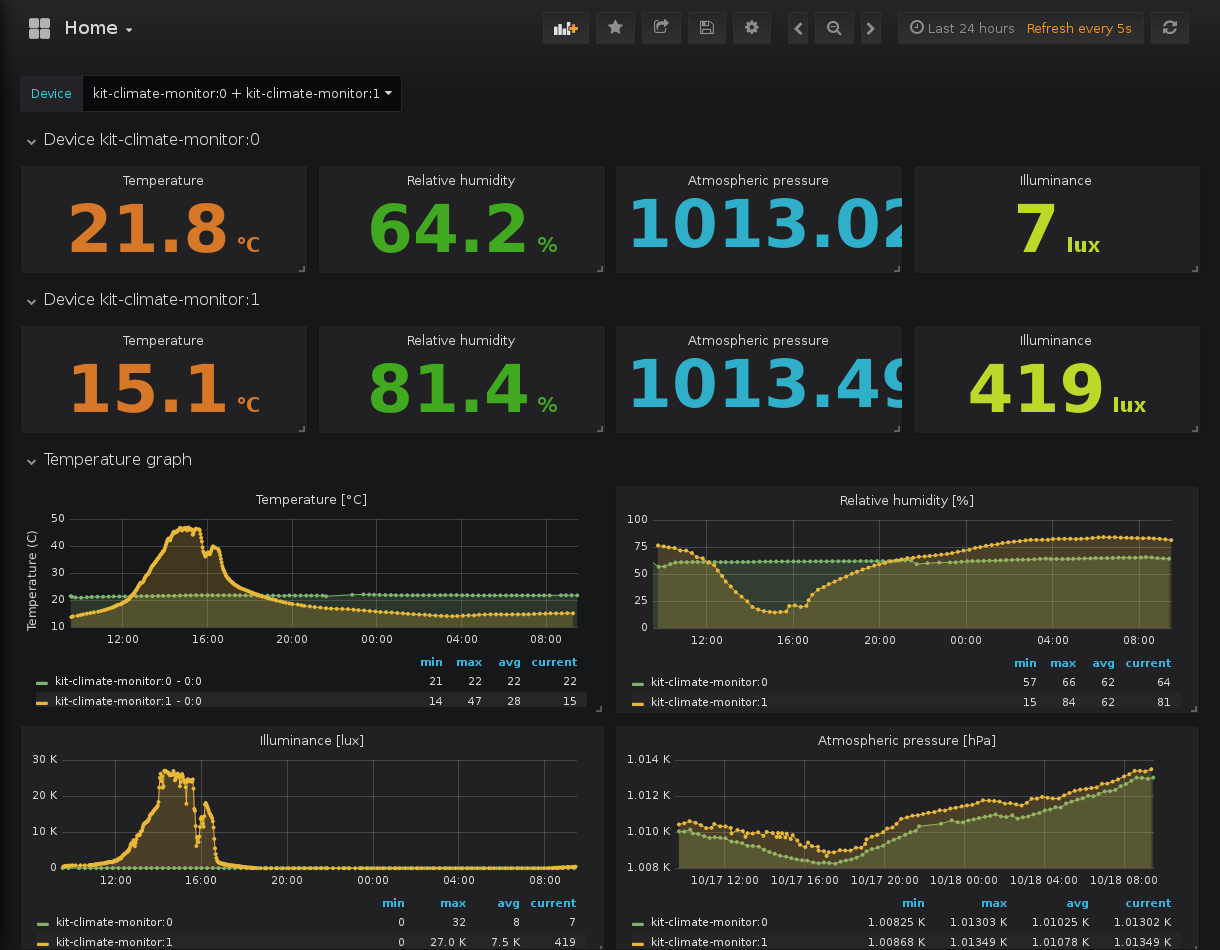 Home
Last 24 hours Refresh every 5s
Device kit-climate-monitor:0 + kit-climate-monitor:1
Device kit-climate-monitor:0
Temperature Relative humidity Atmospheric pressure Illuminance
21.8 °C 64.2 % 1013.02 7 lux
Device kit-climate-monitor:1
Temperature Relative humidity Atmospheric pressure Illuminance
15.1 °C 81.4 % 1013.49 419 lux
Temperature graph
Temperature [°C]
Temperature (C)
50
40
30
20
10
12:00 16:00 20:00 00:00 04:00 08:00
min max avg current
kit-climate-monitor:0 - 0:0 21 22 22 22
kit-climate-monitor:1 - 0:0 14 47 28 15
Relative humidity [%]
100
75
50
25
0
12:00 16:00 20:00 00:00 04:00 08:00
min max avg current
kit-climate-monitor:0 57 66 62 64
kit-climate-monitor:1 15 84 62 81
Illuminance [lux]
30 K
20 K
10 K
0
12:00 16:00 20:00 00:00 04:00 08:00
min max avg current
kit-climate-monitor:0 0 32 8 7
kit-climate-monitor:1 0 27.0 K 7.5 K 419
Atmospheric pressure [hPa]
1.014 K
1.012 K
1.010 K
1.008 K
10/17 12:00 10/17 16:00 10/17 20:00 10/18 00:00 10/18 04:00 10/18 08:00
min max avg current
kit-climate-monitor:0 1.00825 K 1.01303 K 1.01025 K 1.01302 K
kit-climate-monitor:1 1.00868 K 1.01349 K 1.01078 K 1.01349 K